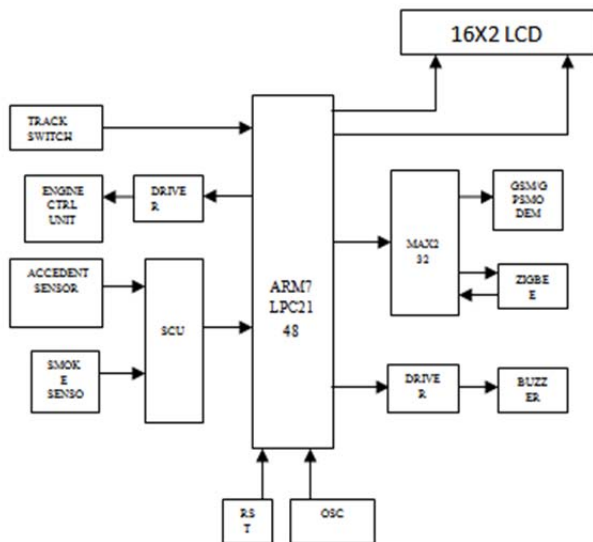 16X2 LCD
TRACK
SWITCH
ENGINE
CTRL
UNIT
DRIVE
R
ACCEDENT
SENSOR
SCU
SMOK
E
SENSO
ARM7
LPC21
48
MAX2
32
GSM/G
PSMO
DEM
ZIGBE
E
DRIVE
R
BUZZ
ER
RS
T
OSC